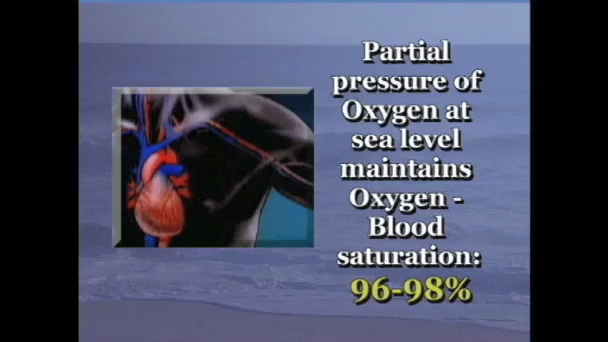 Partial
pressure of
Oxygen at
sea level
maintains
Oxygen -
Blood
saturation:
96-98%